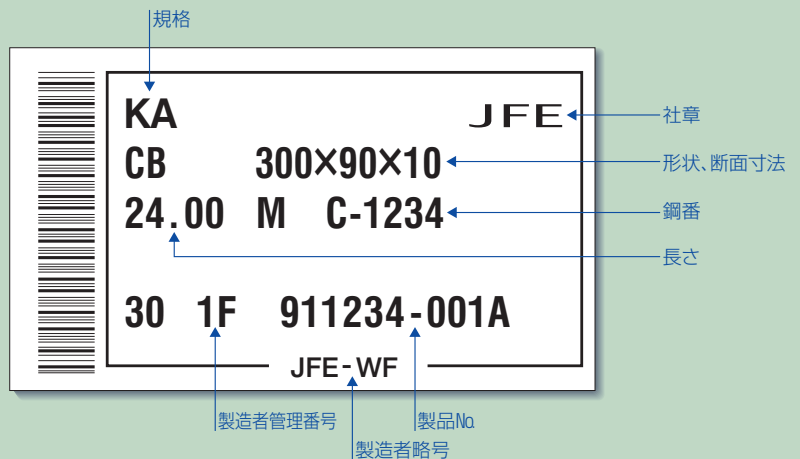 規格
KA JFE
社章
CB 300×90×10
形状、断面寸法
24.00 M C-1234
鋼番
長さ
30 1F 911234-001A
JFE-WF
製造者管理番号
製品No.
製造者略号